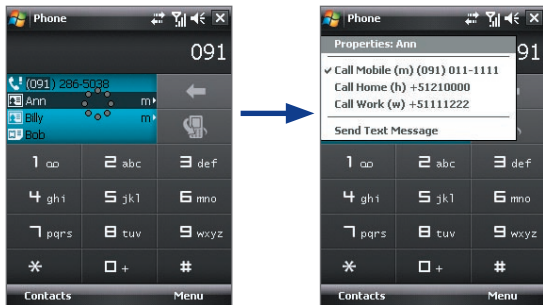 Phone
091
(091) 286-5038
Ann m
Billy m
Bob
1
2 abc
3 def
4 ghi
5 jkl
6 mno
7 pqrs
8 tuv
9 wxyz
*
0 +
#
Contacts Menu
Phone
91
Properties: Ann
Call Mobile (m) (091) 011-1111
Call Home (h) +51210000
Call Work (w) +51111222
Send Text Message
1
2 abc
3 def
4 ghi
5 jkl
6 mno
7 pqrs
8 tuv
9 wxyz
*
0 +
#
Contacts Menu